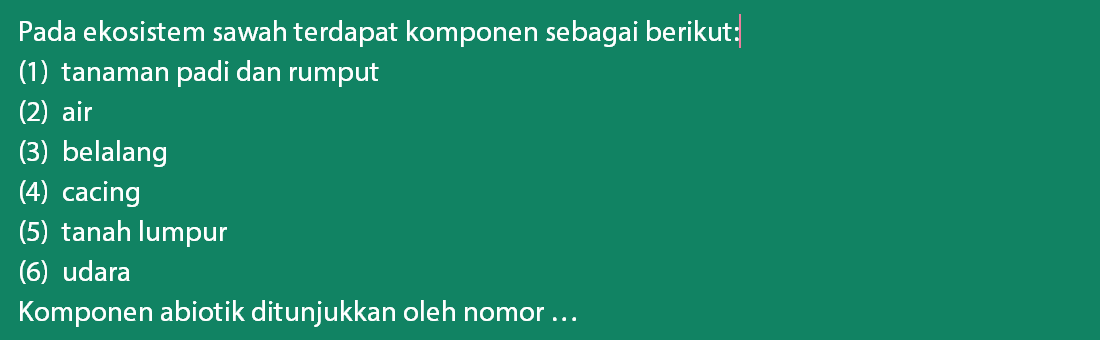 Pada ekosistem sawah terdapat komponen sebagai berikut:
(1) tanaman padi dan rumput
(2) air
(3) belalang
(4) cacing
(5) tanah lumpur
(6) udara
Komponen abiotik ditunjukkan oleh nomor ...